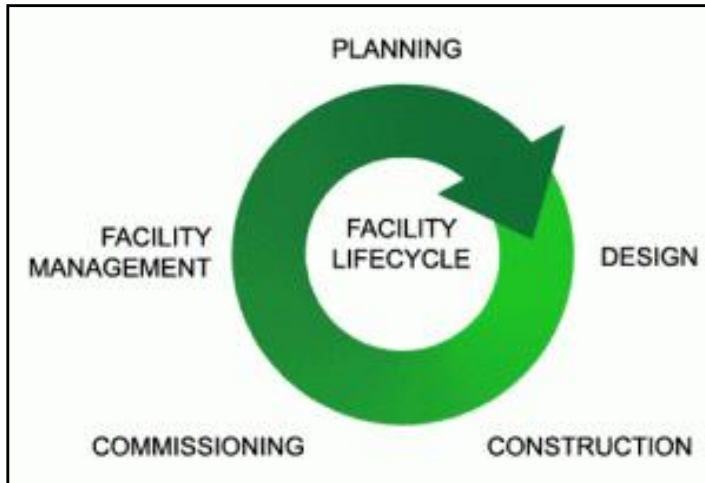 PLANNING
FACILITY
LIFECYCLE
DESIGN
CONSTRUCTION
COMMISSIONING
FACILITY
MANAGEMENT